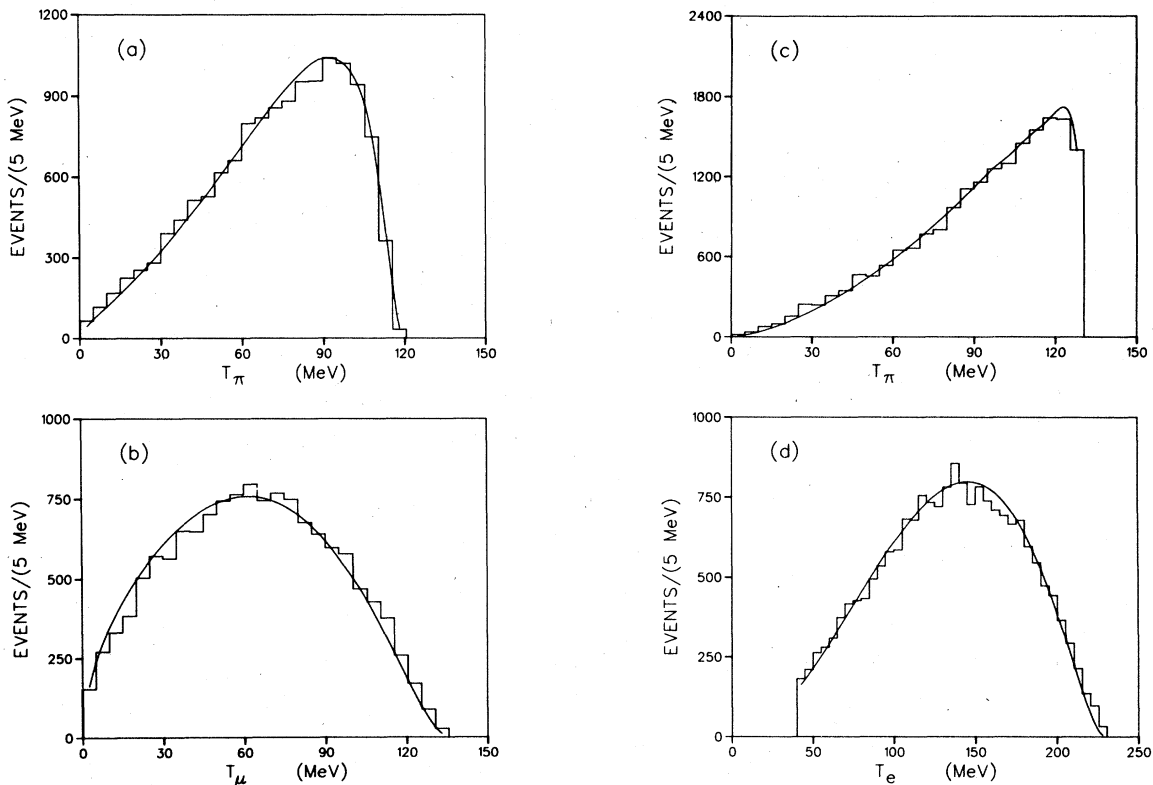 (a)
EVENTS/(5 MeV)
1200
900
600
300
0
0 30 60 90 120 150
Tπ (MeV)
(b)
EVENTS/(5 MeV)
1000
750
500
250
0
0 30 60 90 120 150
Tμ (MeV)
(c)
EVENTS/(5 MeV)
2400
1800
1200
600
0
0 30 60 90 120 150
Tπ (MeV)
(d)
EVENTS/(5 MeV)
1000
750
500
250
0
0 50 100 150 200 250
Te (MeV)